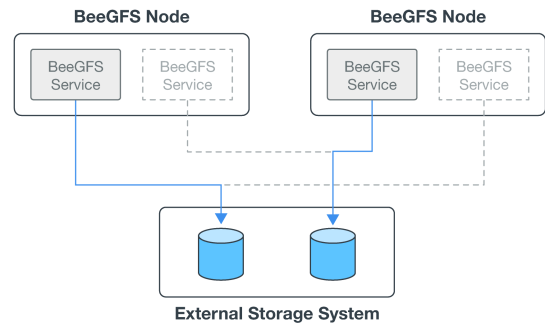 BeeGFS Node
BeeGFS Node
BeeGFS
Service
BeeGFS
Service
BeeGFS
Service
BeeGFS
Service
External Storage System